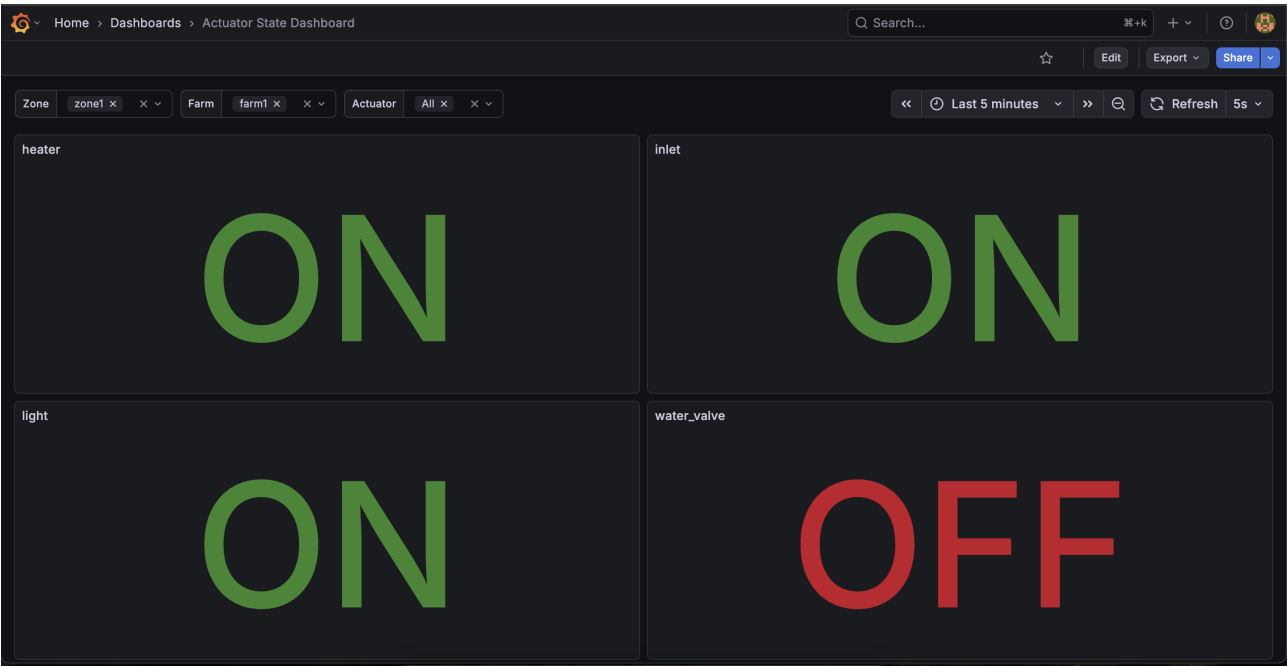 Home › Dashboards › Actuator State Dashboard
Search... ⌘+k
Edit Export Share
Zone zone1 × Farm farm1 × Actuator All ×
Last 5 minutes Refresh 5s
heater
ON
inlet
ON
light
ON
water_valve
OFF